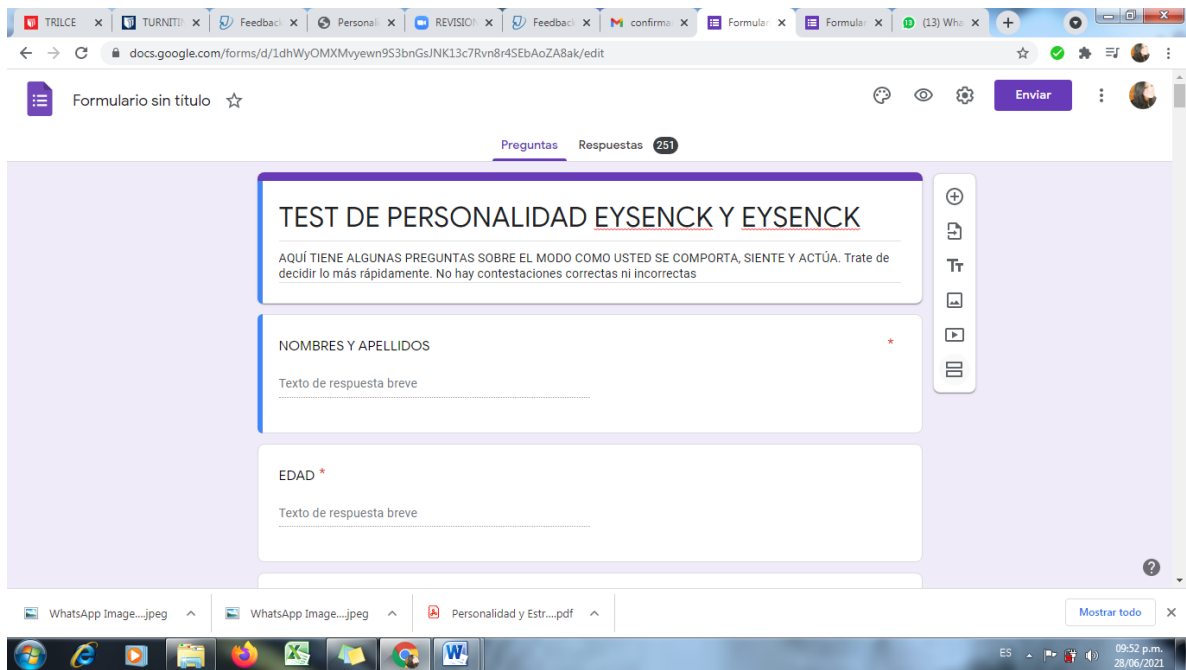 TRILCE
TURNITIN
Feedback
Personali
REVISION
Feedback
confirma
Formular
Formular
(13) Wha
docs.google.com/forms/d/1dhWyOMXMvyewn9S3bnGsJNK13c7Rvn8r4SEbAoZA8ak/edit
Formulario sin título
Enviar
Preguntas
Respuestas 251
TEST DE PERSONALIDAD EYSENCK Y EYSENCK
AQUÍ TIENE ALGUNAS PREGUNTAS SOBRE EL MODO COMO USTED SE COMPORTA, SIENTE Y ACTÚA. Trate de
decidir lo más rápidamente. No hay contestaciones correctas ni incorrectas
NOMBRES Y APELLIDOS *
Texto de respuesta breve
EDAD *
Texto de respuesta breve
WhatsApp Image....jpeg
WhatsApp Image....jpeg
Personalidad y Estr....pdf
Mostrar todo
ES
09:52 p.m.
28/06/2021